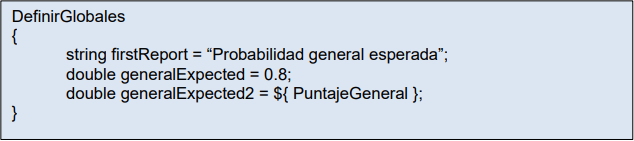 DefinirGlobales
{
string firstReport = “Probabilidad general esperada”;
double generalExpected = 0.8;
double generalExpected2 = ${ PuntajeGeneral };
}